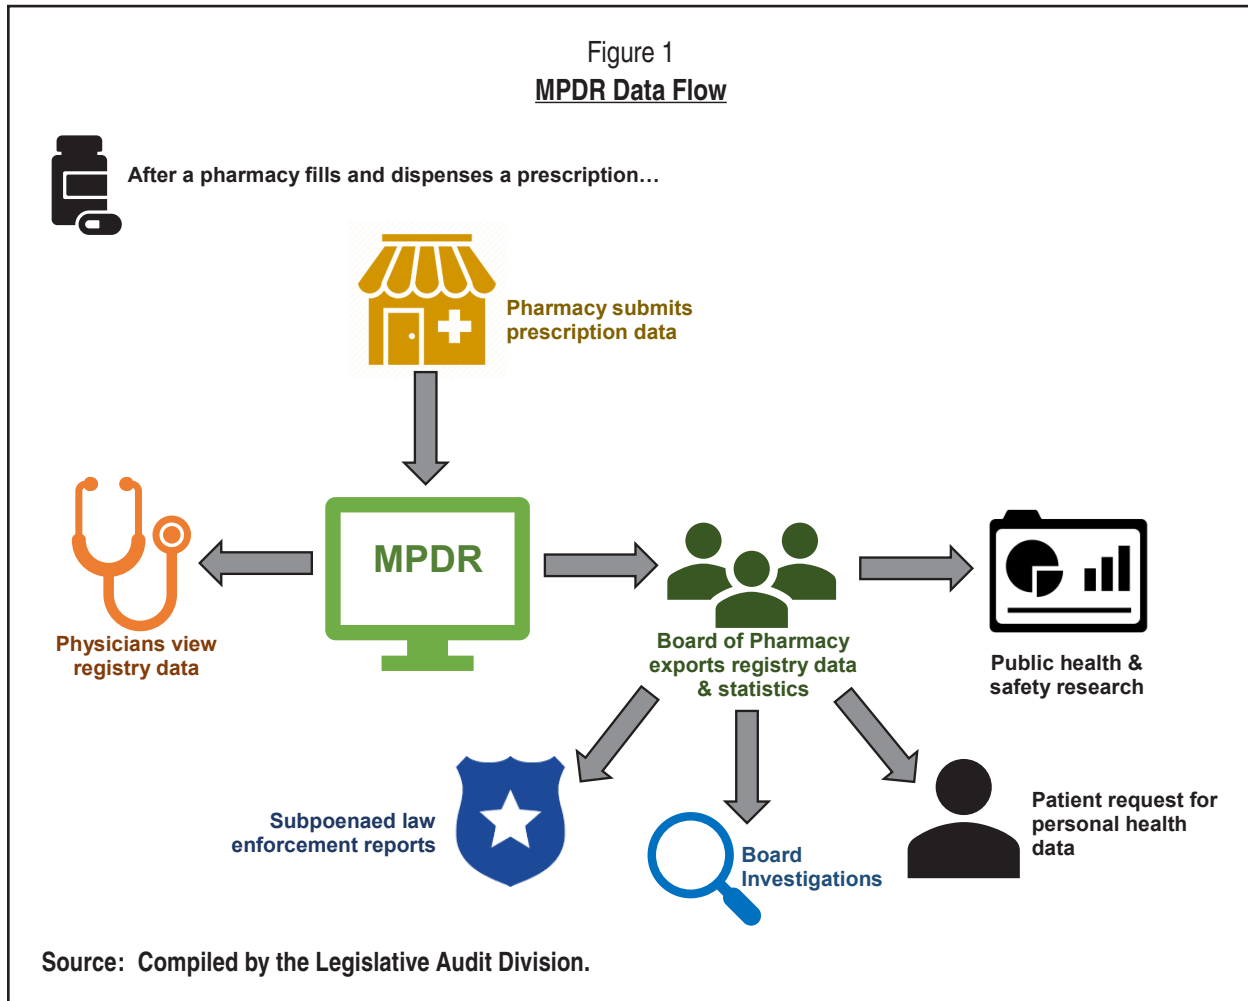 Figure 1
MPDR Data Flow
After a pharmacy fills and dispenses a prescription…
Pharmacy submits
prescription data
MPDR
Physicians view
registry data
Board of Pharmacy
exports registry data
& statistics
Public health &
safety research
Subpoenaed law
enforcement reports
Board
Investigations
Patient request for
personal health
data
Source: Compiled by the Legislative Audit Division.